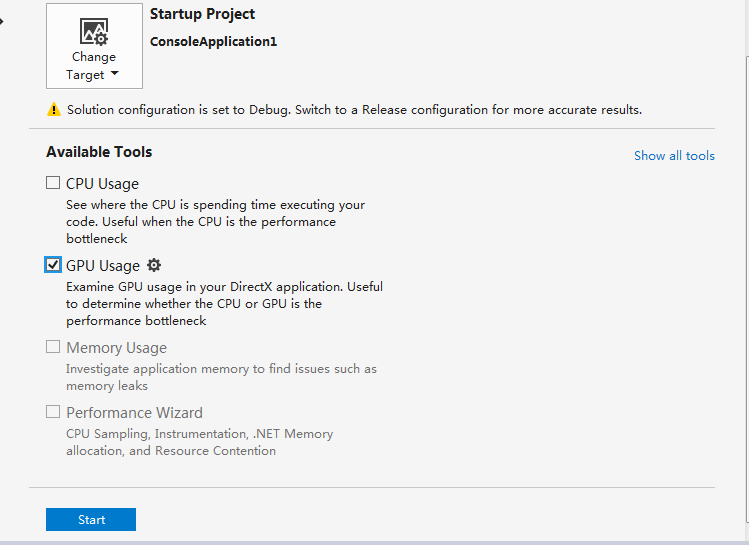 Change
Target
Startup Project
ConsoleApplication1
Solution configuration is set to Debug. Switch to a Release configuration for more accurate results.
Available Tools
Show all tools
CPU Usage
See where the CPU is spending time executing your
code. Useful when the CPU is the performance
bottleneck
GPU Usage
Examine GPU usage in your DirectX application. Useful
to determine whether the CPU or GPU is the
performance bottleneck
Memory Usage
Investigate application memory to find issues such as
memory leaks
Performance Wizard
CPU Sampling, Instrumentation, .NET Memory
allocation, and Resource Contention
Start